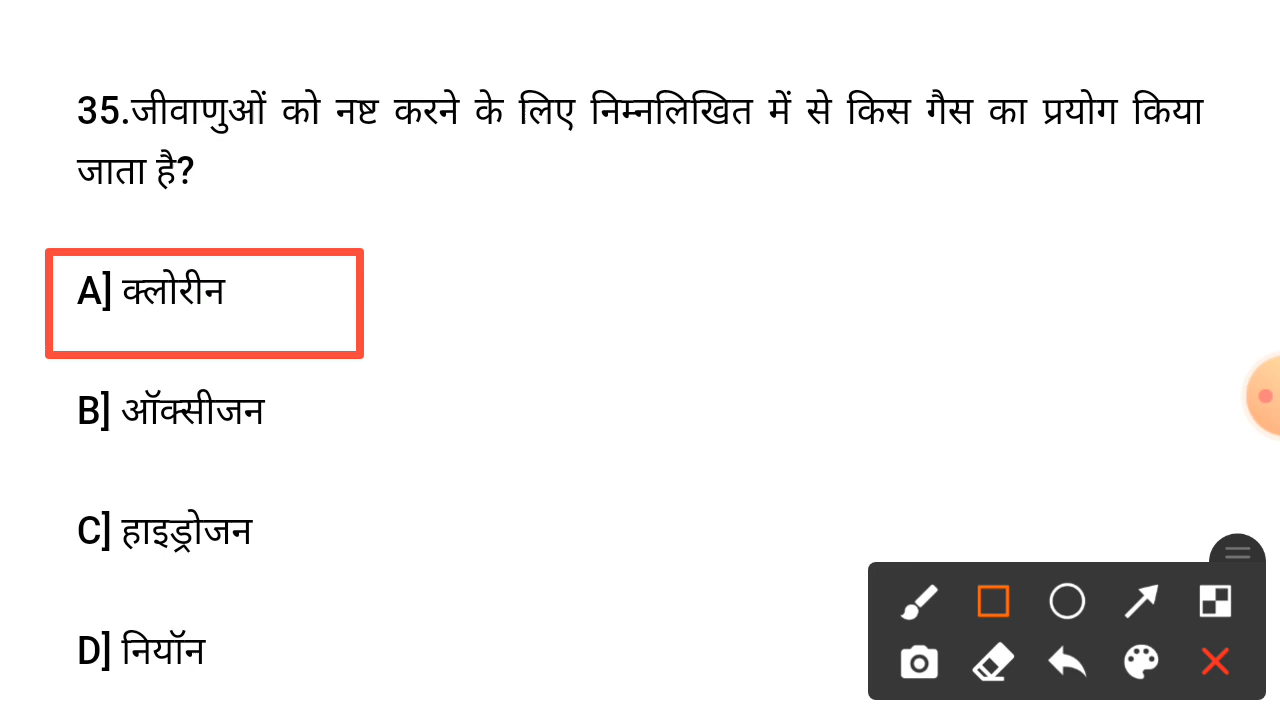 35.जीवाणुओं को नष्ट करने के लिए निम्नलिखित में से किस गैस का प्रयोग किया
जाता है?
A] क्लोरीन
B] ऑक्सीजन
C] हाइड्रोजन
D] नियॉन